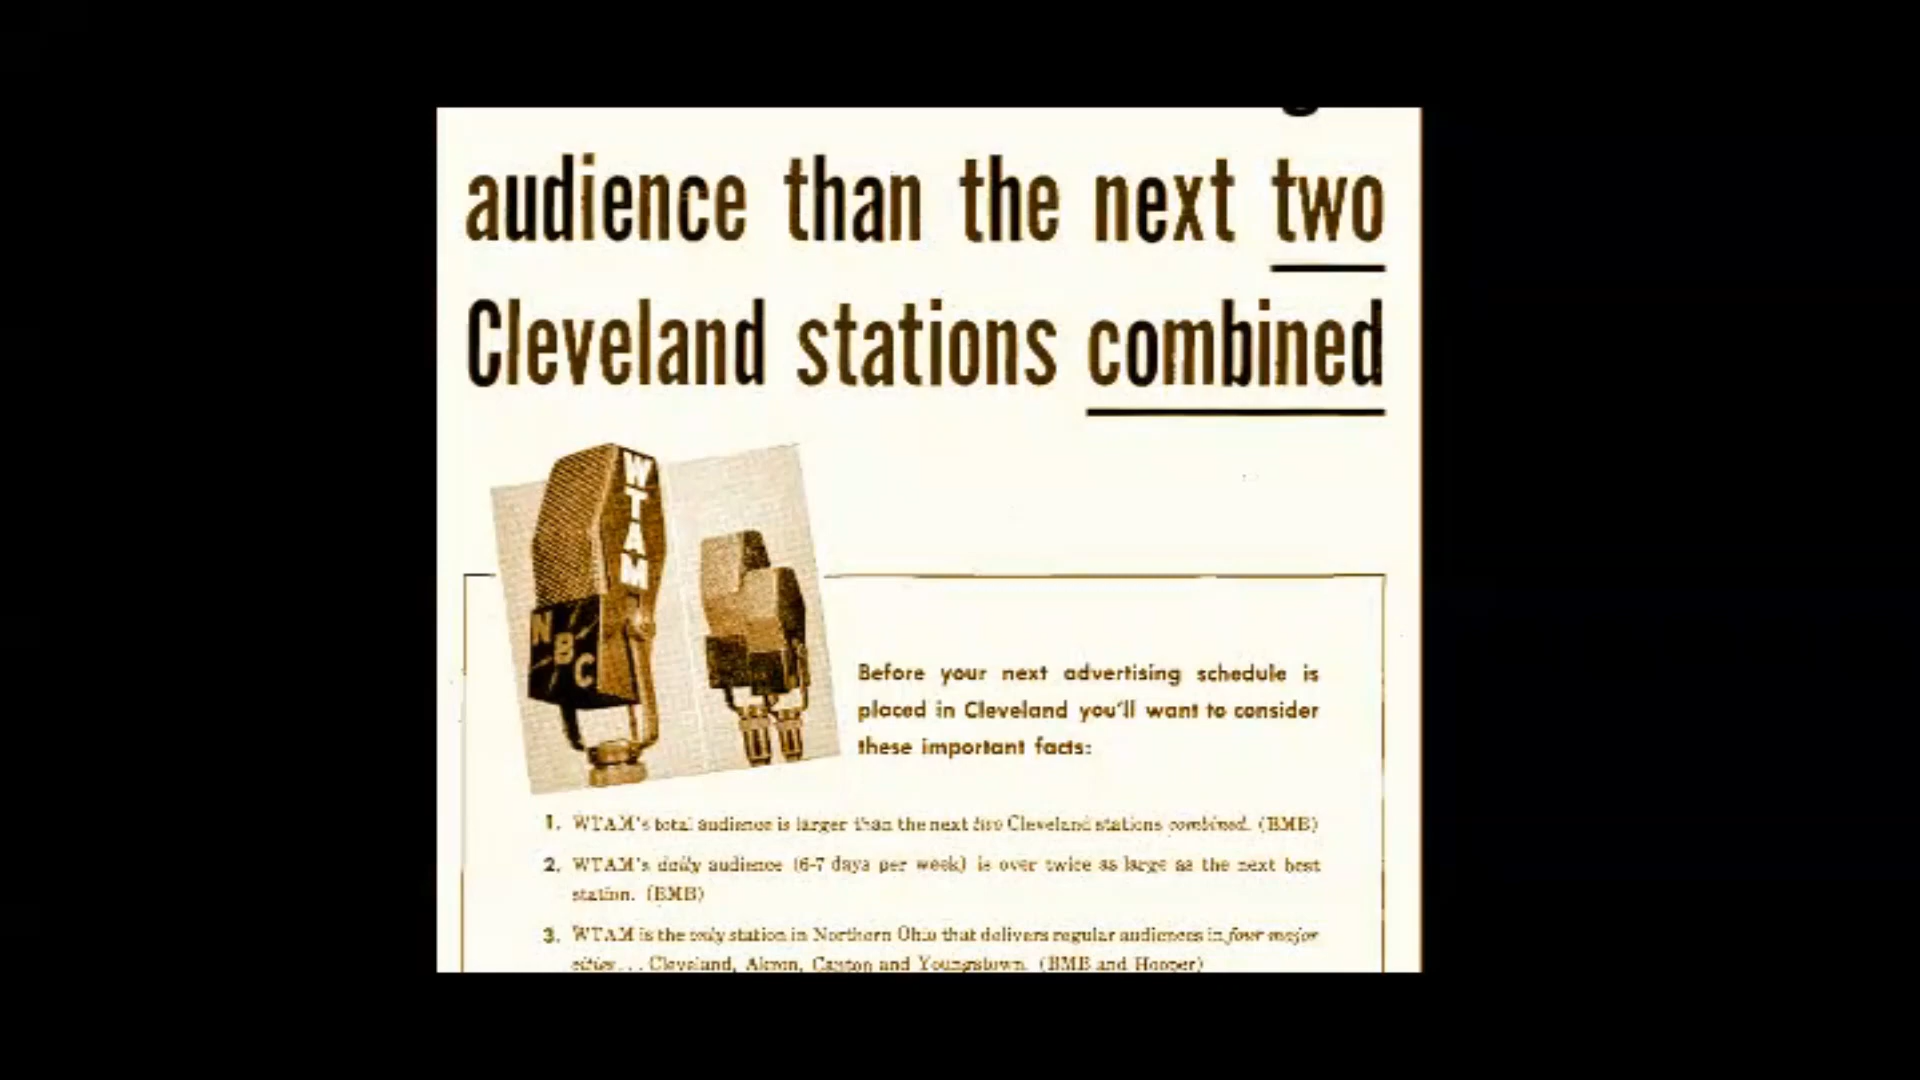 audience than the next two
Cleveland stations combined
WTAM
NBC
Before your next advertising schedule is
placed in Cleveland you'll want to consider
these important facts:
1. WTAM's total audience is larger than the next two Cleveland stations combined. (BMB)
2. WTAM's daily audience (6-7 days per week) is over twice as large as the next best
station. (BMB)
3. WTAM is the only station in Northern Ohio that delivers regular audiences in four major
cities... Cleveland, Akron, Canton and Youngstown. (BMB and Hooper)